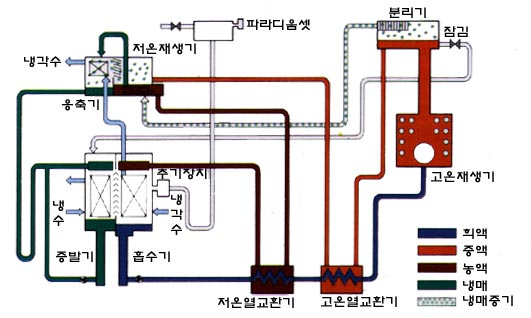 파라디움셋
분리기
잠김
냉각수
저온재생기
응축기
추기장치
고온재생기
냉수
냉각수
증발기
흡수기
저온열교환기
고온열교환기
희액
중액
농액
냉매
냉매증기